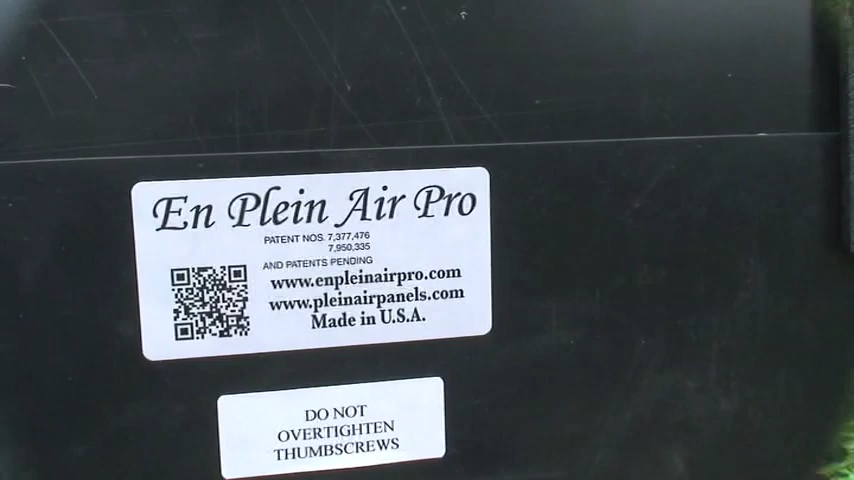 En Plein Air Pro
PATENT NOS. 7,377,476
7,950,335
AND PATENTS PENDING
www.enpleinairpro.com
www.pleinairpanels.com
Made in U.S.A.
DO NOT
OVERTIGHTEN
THUMBSCREWS